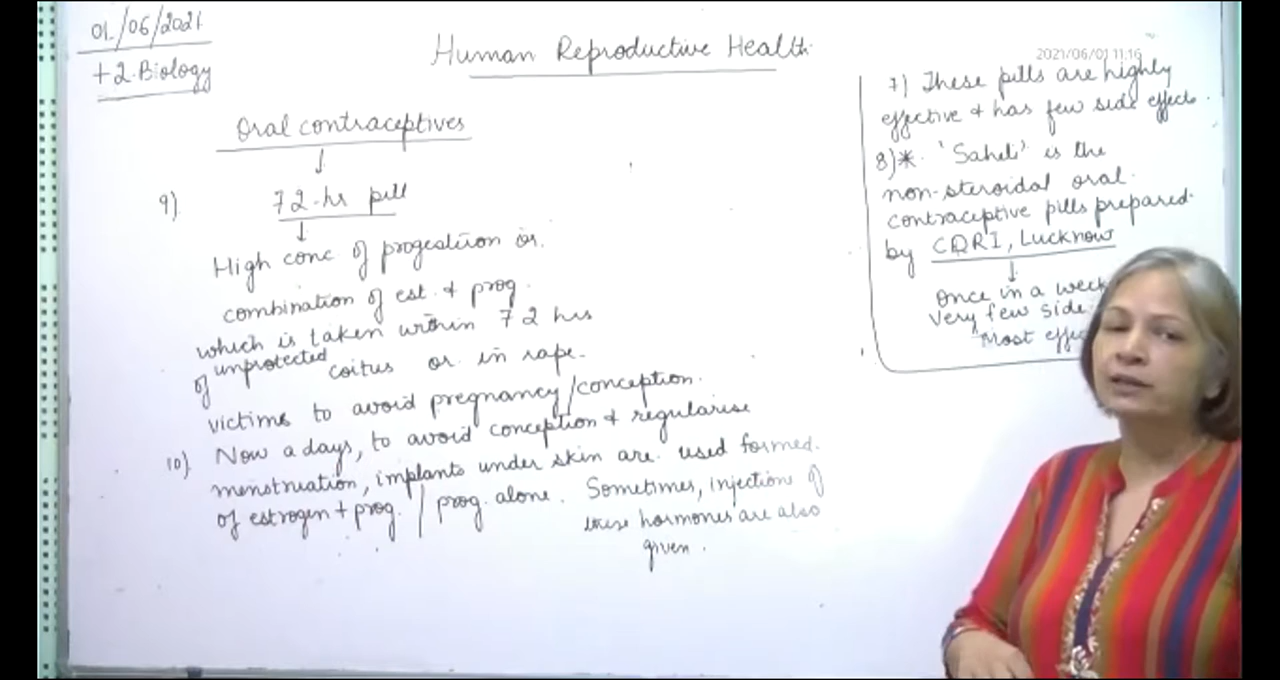 01/06/2021
+2 Biology
Human Reproductive Health
2021/06/01 11:16
Oral contraceptives
9) 72-hr pill
High conc of progestiron or
combination of est. + prog.
which is taken within 72 hrs
of unprotected coitus or in rape
victims to avoid pregnancy/conception.
10) Now a days, to avoid conception & regularise
menstruation, implants under skin are used formed
of estrogen + prog. / prog. alone. Sometimes, injections of
these hormones are also
given.
7) These pills are highly
effective & has few side effects.
8)* 'Saheli' is the
non-steroidal oral
contraceptive pills prepared
by CDRI, Lucknow
Once in a week
Very few side
Most